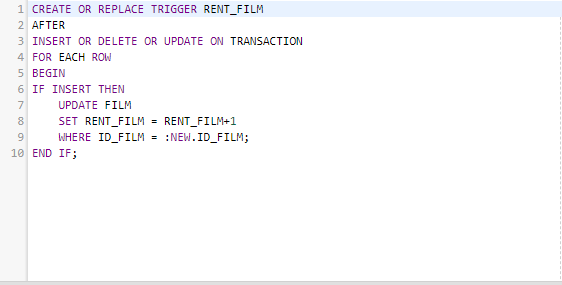 1 CREATE OR REPLACE TRIGGER RENT_FILM
2 AFTER
3 INSERT OR DELETE OR UPDATE ON TRANSACTION
4 FOR EACH ROW
5 BEGIN
6 IF INSERT THEN
7 UPDATE FILM
8 SET RENT_FILM = RENT_FILM+1
9 WHERE ID_FILM = :NEW.ID_FILM;
10 END IF;